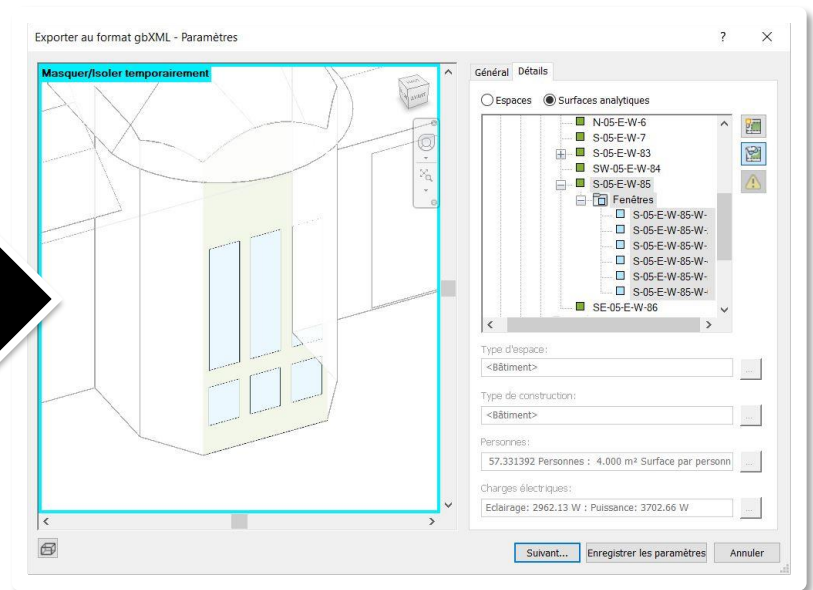 Exporter au format gbXML - Paramètres
Masquer/Isoler temporairement
AVANT
Général Détails
Espaces Surfaces analytiques
N-05-E-W-6
S-05-E-W-7
S-05-E-W-83
SW-05-E-W-84
S-05-E-W-85
Fenêtres
S-05-E-W-85-W-
S-05-E-W-85-W-
S-05-E-W-85-W-
S-05-E-W-85-W-
S-05-E-W-85-W-
S-05-E-W-85-W-
SE-05-E-W-86
Type d'espace:
<Bâtiment>
...
Type de construction:
<Bâtiment>
...
Personnes:
57.331392 Personnes : 4.000 m² Surface par personn
...
Charges électriques:
Eclairage: 2962.13 W : Puissance: 3702.66 W
...
Suivant... Enregistrer les paramètres Annuler